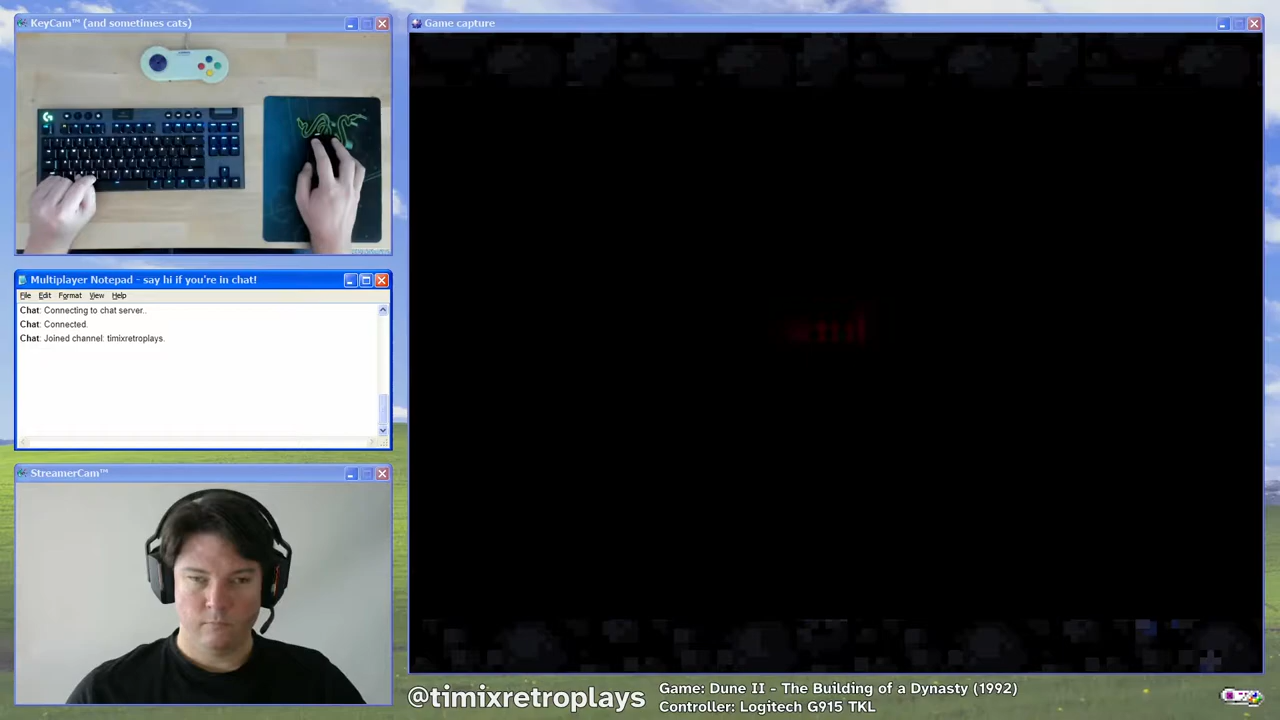 KeyCam™ (and sometimes cats)
Game capture
Multiplayer Notepad - say hi if you're in chat!
File Edit Format View Help
Chat: Connecting to chat server..
Chat: Connected.
Chat: Joined channel: timixretroplays.
and
StreamerCam™
@timixretroplays
Game: Dune II - The Building of a Dynasty (1992)
Controller: Logitech G915 TKL